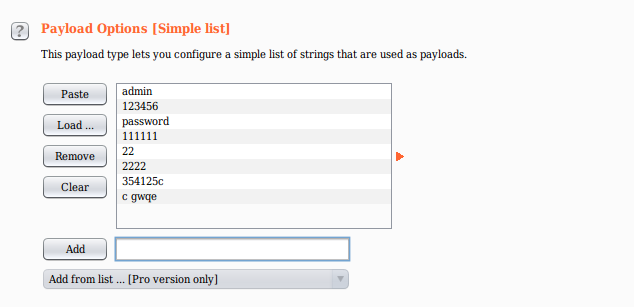 ?
Payload Options [Simple list]
This payload type lets you configure a simple list of strings that are used as payloads.
Paste
Load ...
Remove
Clear
admin
123456
password
111111
22
2222
354125c
c gwqe
Add
Add from list ... [Pro version only]